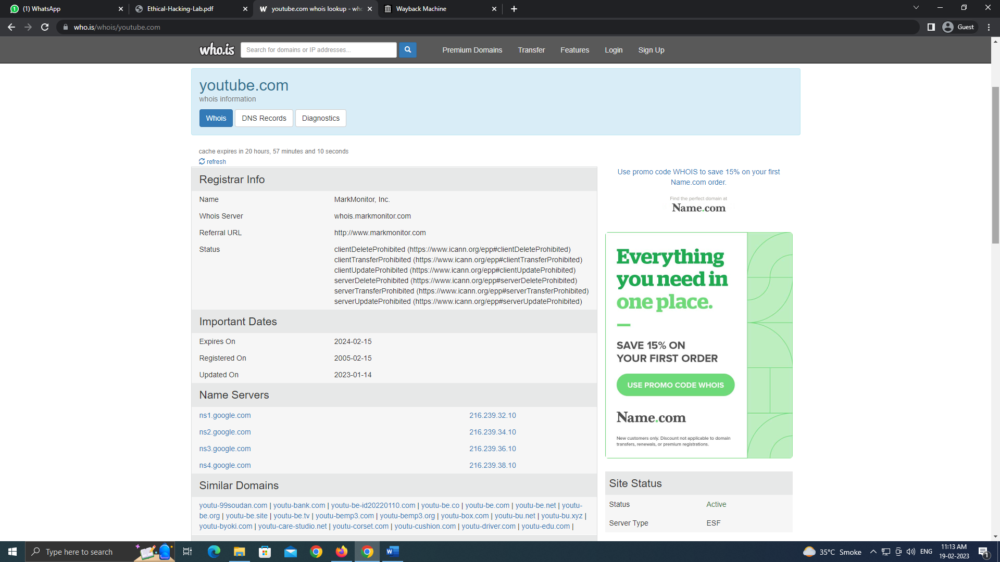 (1) WhatsApp
Ethical-Hacking-Lab.pdf
youtube.com whois lookup - who
Wayback Machine
who.is/whois/youtube.com
Guest
who.is
Search for domains or IP addresses...
Premium Domains
Transfer
Features
Login
Sign Up
youtube.com
whois information
Whois
DNS Records
Diagnostics
cache expires in 20 hours, 57 minutes and 10 seconds
refresh
Registrar Info
Name MarkMonitor, Inc.
Whois Server whois.markmonitor.com
Referral URL http://www.markmonitor.com
Status clientDeleteProhibited (https://www.icann.org/epp#clientDeleteProhibited)
clientTransferProhibited (https://www.icann.org/epp#clientTransferProhibited)
clientUpdateProhibited (https://www.icann.org/epp#clientUpdateProhibited)
serverDeleteProhibited (https://www.icann.org/epp#serverDeleteProhibited)
serverTransferProhibited (https://www.icann.org/epp#serverTransferProhibited)
serverUpdateProhibited (https://www.icann.org/epp#serverUpdateProhibited)
Important Dates
Expires On 2024-02-15
Registered On 2005-02-15
Updated On 2023-01-14
Name Servers
ns1.google.com 216.239.32.10
ns2.google.com 216.239.34.10
ns3.google.com 216.239.36.10
ns4.google.com 216.239.38.10
Similar Domains
youtu-99soudan.com | youtu-bank.com | youtu-be-id20220110.com | youtu-be.co | youtu-be.com | youtu-be.net | youtu-
be.org | youtu-be.site | youtu-be.tv | youtu-bemp3.com | youtu-bemp3.org | youtu-box.com | youtu-bu.net | youtu-bu.xyz |
youtu-byoki.com | youtu-care-studio.net | youtu-corset.com | youtu-cushion.com | youtu-driver.com | youtu-edu.com |
Use promo code WHOIS to save 15% on your first
Name.com order.
Find the perfect domain at
Name.com
Everything
you need in
one place.
SAVE 15% ON
YOUR FIRST ORDER
USE PROMO CODE WHOIS
Name.com
New customers only. Discount not applicable to domain
transfers, renewals, or premium registrations.
Site Status
Status Active
Server Type ESF
Type here to search
35°C Smoke
ENG
11:13 AM
19-02-2023
1